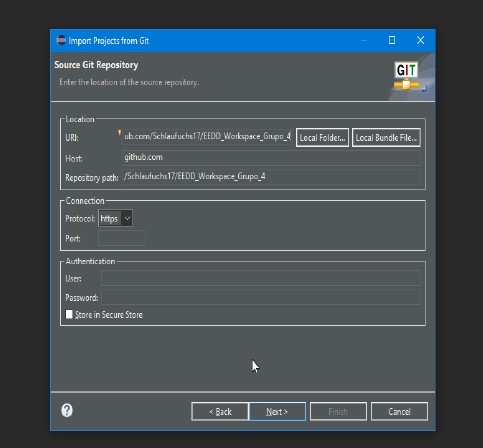 Import Projects from Git
Source Git Repository
Enter the location of the source repository.
GIT
Location
URI: ub.com/Schlaufuchs17/EEDD_Workspace_Grupo_4 Local Folder... Local Bundle File...
Host: github.com
Repository path: /Schlaufuchs17/EEDD_Workspace_Grupo_4
Connection
Protocol: https
Port:
Authentication
User:
Password:
Store in Secure Store
? < Back Next > Finish Cancel